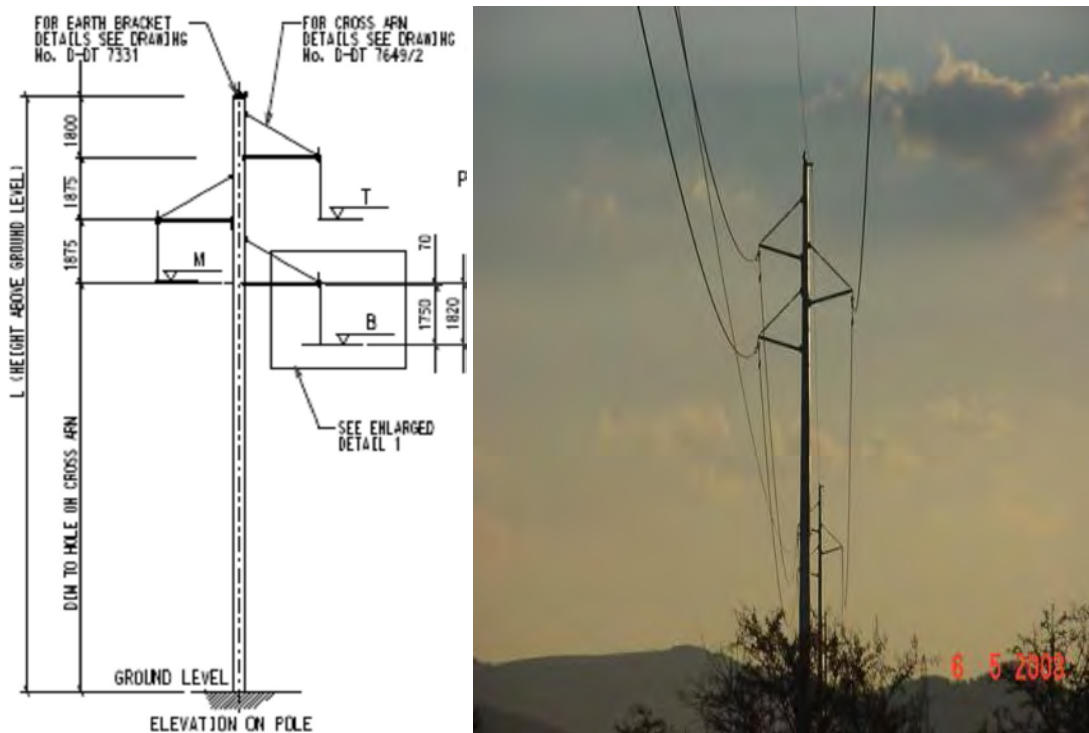 FOR EARTH BRACKET
DETAILS SEE DRAWING
No. D-DT 7331
FOR CROSS ARM
DETAILS SEE DRAWING
No. D-DT 7649/2
1800
1875
1875
T
P
M
70
B
1750
1820
L (HEIGHT ABOVE GROUND LEVEL)
DIM TO HOLE ON CROSS ARM
SEE ENLARGED
DETAIL 1
GROUND LEVEL
ELEVATION ON POLE
6 5 2008